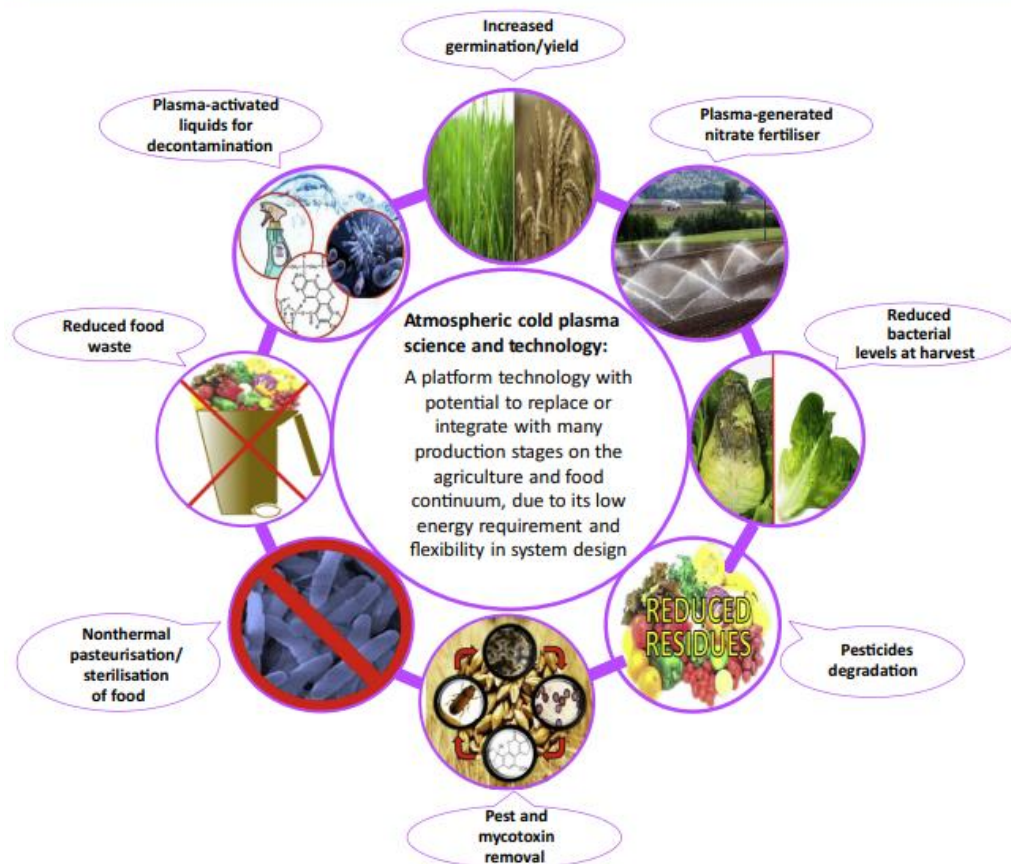 Increased
germination/yield
Plasma-activated
liquids for
decontamination
Plasma-generated
nitrate fertiliser
Reduced food
waste
Reduced
bacterial
levels at harvest
Atmospheric cold plasma
science and technology:
A platform technology with
potential to replace or
integrate with many
production stages on the
agriculture and food
continuum, due to its low
energy requirement and
flexibility in system design
REDUCED
RESIDUES
Nonthermal
pasteurisation/
sterilisation
of food
Pesticides
degradation
Pest and
mycotoxin
removal